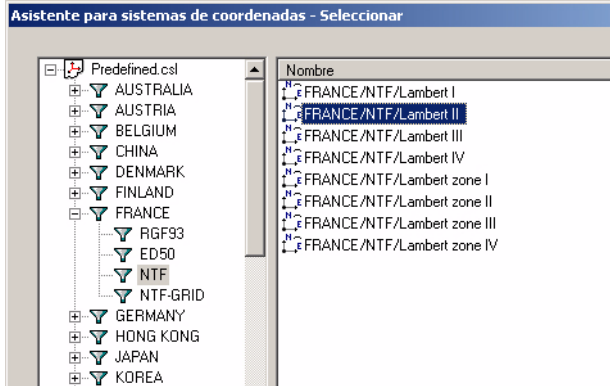 Asistente para sistemas de coordenadas - Seleccionar
Predefined.csl
AUSTRALIA
AUSTRIA
BELGIUM
CHINA
DENMARK
FINLAND
FRANCE
RGF93
ED50
NTF
NTF-GRID
GERMANY
HONG KONG
JAPAN
KOREA
Nombre
FRANCE/NTF/Lambert I
FRANCE/NTF/Lambert II
FRANCE/NTF/Lambert III
FRANCE/NTF/Lambert IV
FRANCE/NTF/Lambert zone I
FRANCE/NTF/Lambert zone II
FRANCE/NTF/Lambert zone III
FRANCE/NTF/Lambert zone IV